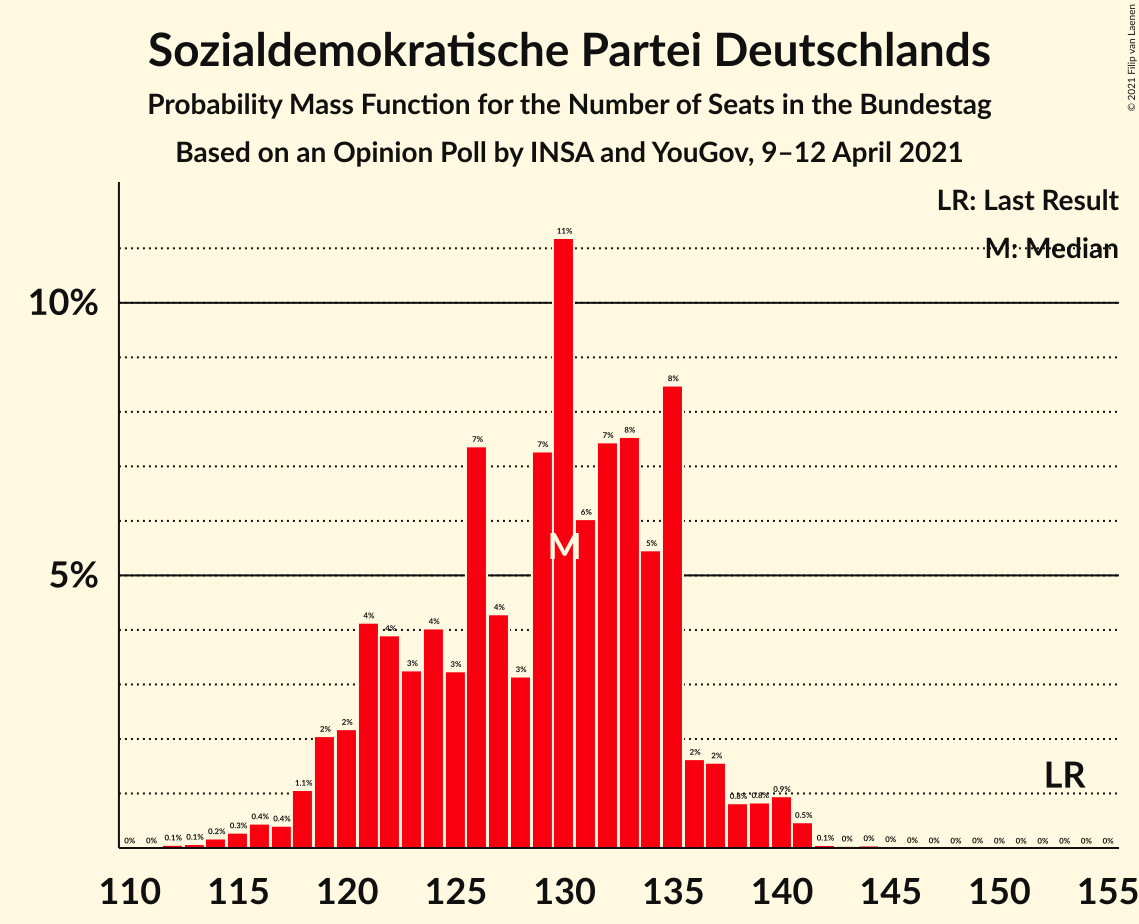 Sozialdemokratische Partei Deutschlands
Probability Mass Function for the Number of Seats in the Bundestag
Based on an Opinion Poll by INSA and YouGov, 9–12 April 2021
© 2021 Filip van Laenen
LR: Last Result
M: Median
10%
5%
0% 0% 0.1% 0.1% 0.2% 0.3% 0.4% 0.4% 1.1% 2% 2% 4% 4% 3% 4% 3% 7% 4% 3% 7% 11% 6% 7% 8% 5% 8% 2% 2% 0.8% 0.8% 0.9% 0.5% 0.1% 0% 0% 0% 0% 0% 0% 0% 0% 0% 0% 0% 0% 0%
M
LR
110 115 120 125 130 135 140 145 150 155